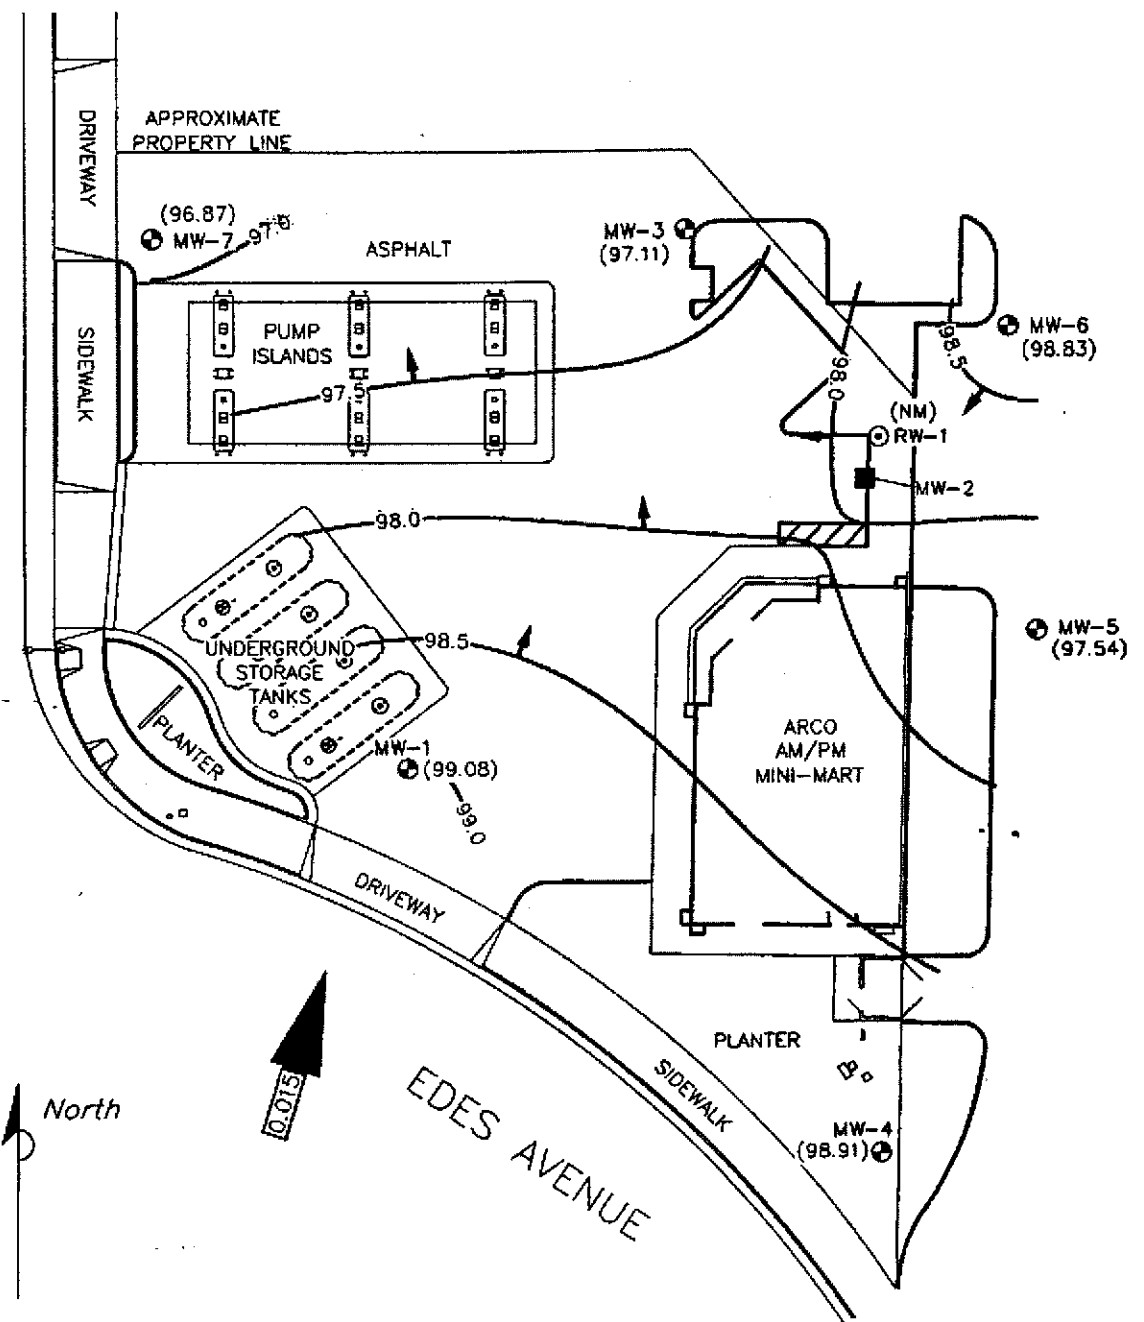 APPROXIMATE
PROPERTY LINE
DRIVEWAY
(96.87)
MW-7
97.0
ASPHALT
MW-3
(97.11)
MW-6
(98.83)
98.5
SIDEWALK
PUMP
ISLANDS
97.5
98.0
(NM)
RW-1
MW-2
98.0
UNDERGROUND
STORAGE
TANKS
98.5
MW-5
(97.54)
PLANTER
MW-1
(99.08)
99.0
ARCO
AM/PM
MINI-MART
DRIVEWAY
PLANTER
SIDEWALK
0.015
North
EDES AVENUE
MW-4
(98.91)